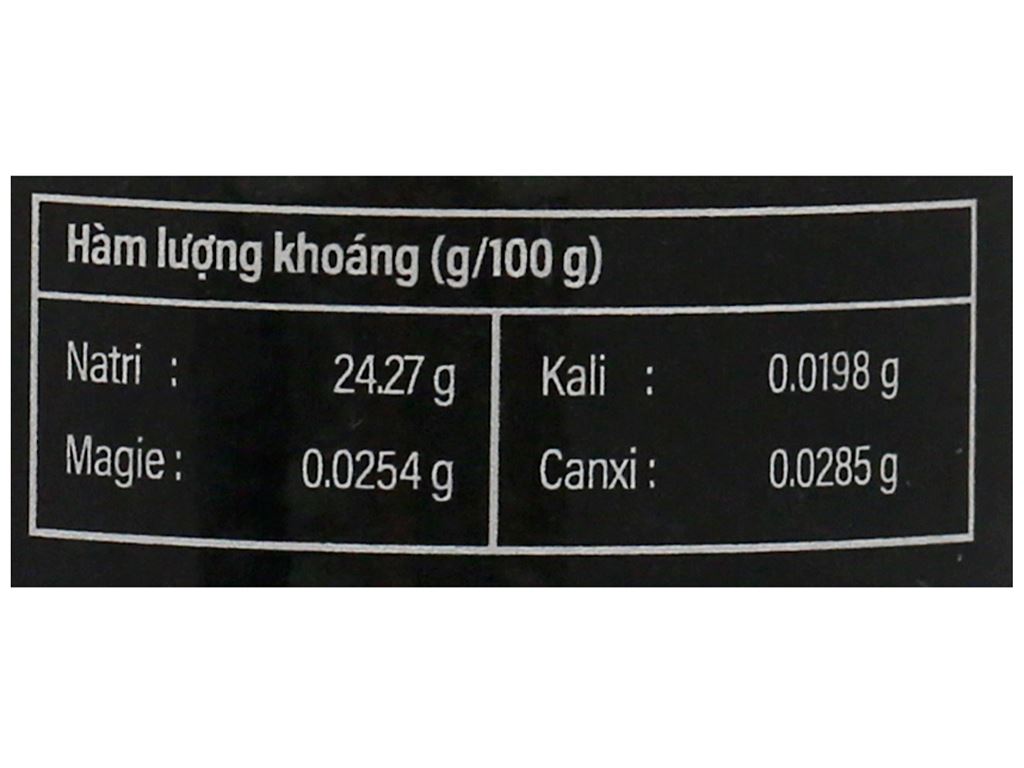 Hàm lượng khoáng (g/100 g)
Natri : 24.27 g Kali : 0.0198 g
Magie : 0.0254 g Canxi : 0.0285 g